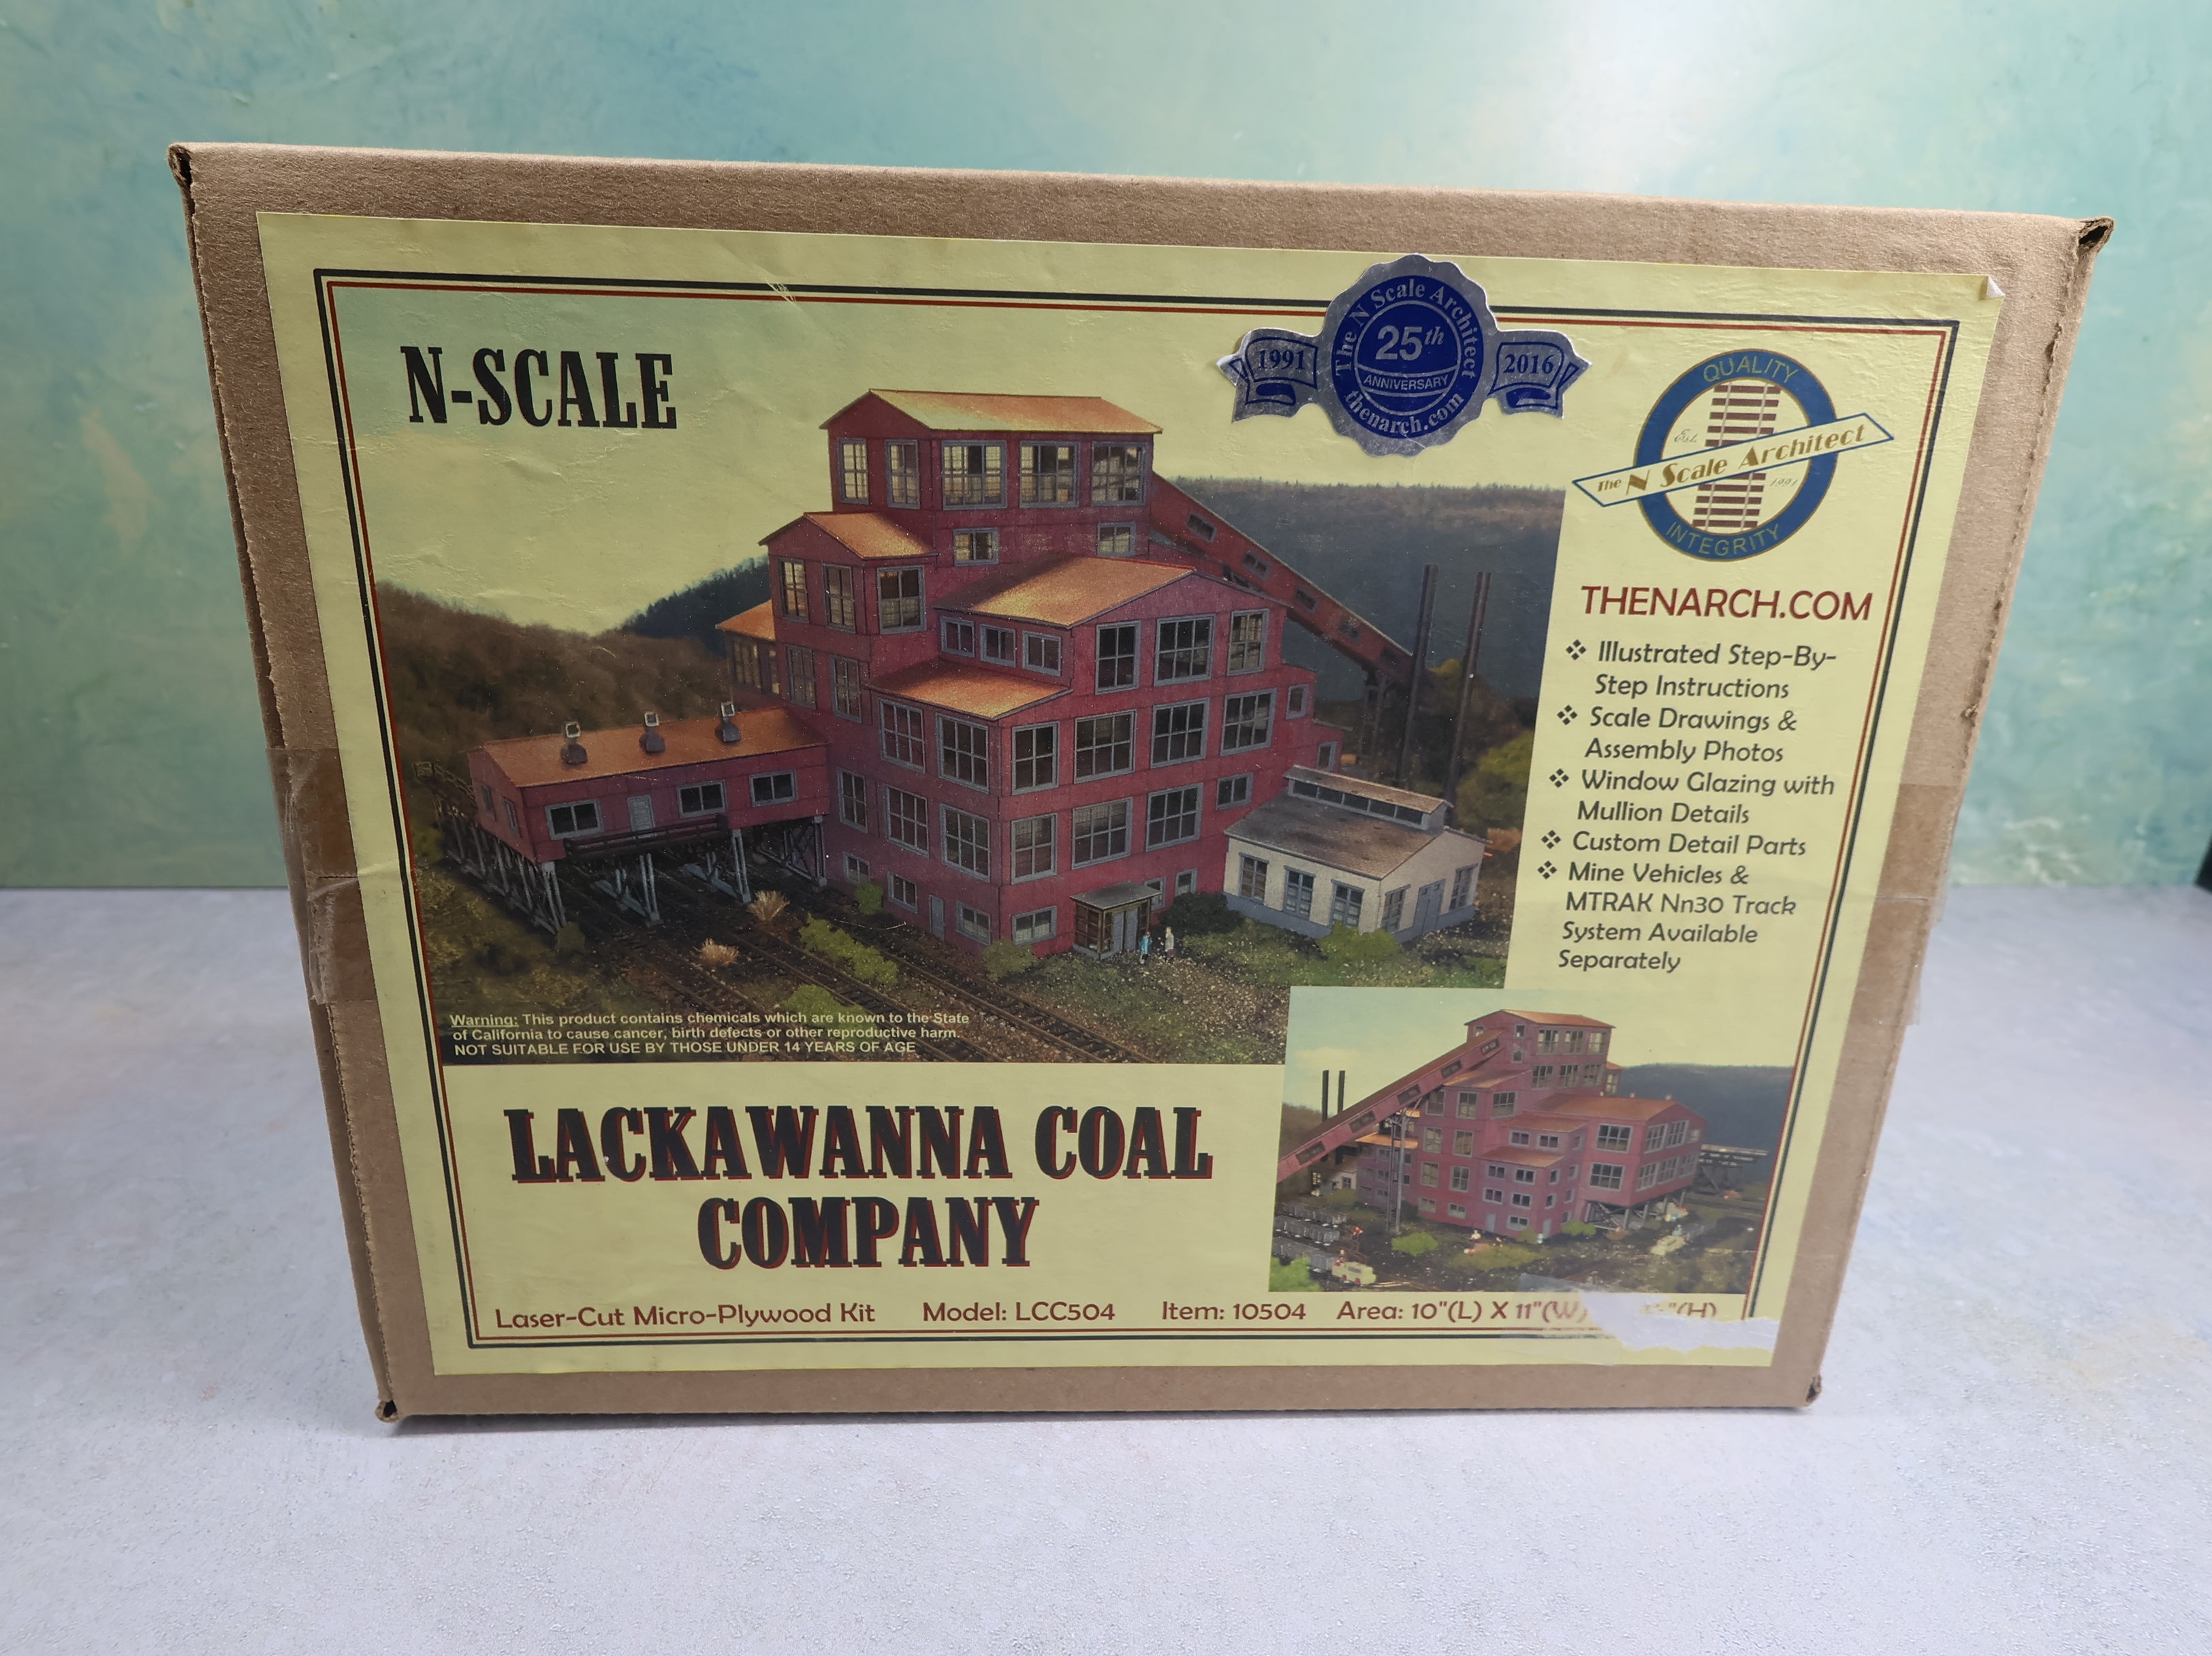 N-SCALE
The N Scale Architect
1991
25th
ANNIVERSARY
2016
thenarch.com
QUALITY
Est.
The N Scale Architect
1991
INTEGRITY
THENARCH.COM
❖ Illustrated Step-By-
Step Instructions
❖ Scale Drawings &
Assembly Photos
❖ Window Glazing with
Mullion Details
❖ Custom Detail Parts
❖ Mine Vehicles &
MTRAK Nn30 Track
System Available
Separately
Warning: This product contains chemicals which are known to the State
of California to cause cancer, birth defects or other reproductive harm.
NOT SUITABLE FOR USE BY THOSE UNDER 14 YEARS OF AGE
LACKAWANNA COAL
COMPANY
Laser-Cut Micro-Plywood Kit Model: LCC504 Item: 10504 Area: 10"(L) X 11"(W) "(H)